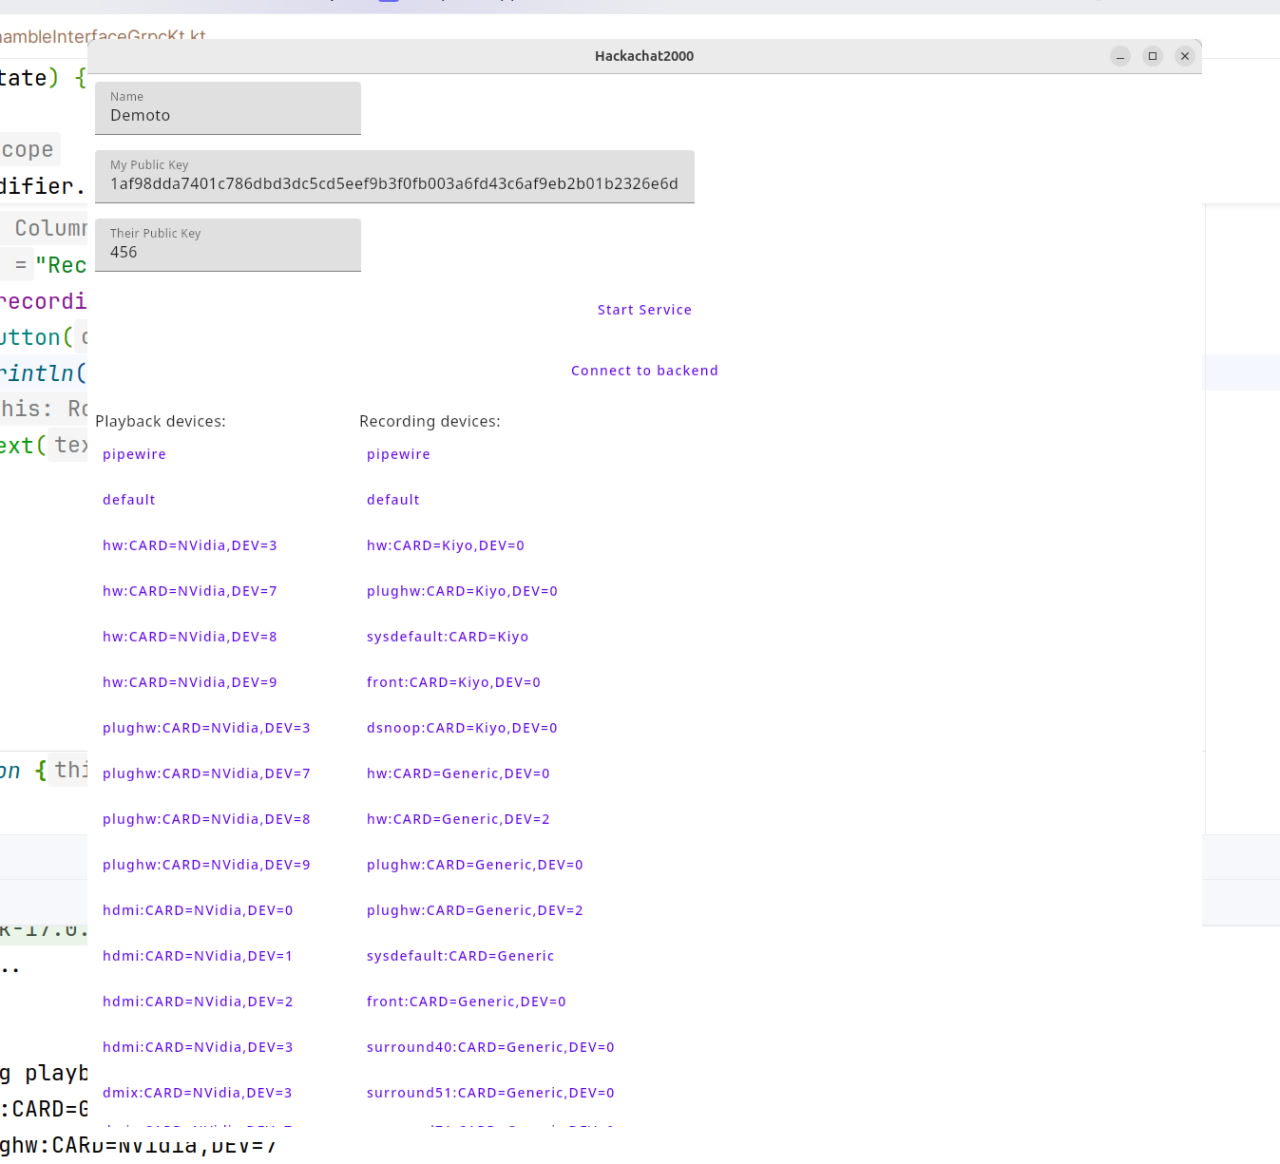 Hackachat2000
Name
Demoto
My Public Key
1af98dda7401c786dbd3dc5cd5eef9b3f0fb003a6fd43c6af9eb2b01b2326e6d
Their Public Key
456
Start Service
Connect to backend
Playback devices:
Recording devices:
pipewire
pipewire
default
default
hw:CARD=NVidia,DEV=3
hw:CARD=Kiyo,DEV=0
hw:CARD=NVidia,DEV=7
plughw:CARD=Kiyo,DEV=0
hw:CARD=NVidia,DEV=8
sysdefault:CARD=Kiyo
hw:CARD=NVidia,DEV=9
front:CARD=Kiyo,DEV=0
plughw:CARD=NVidia,DEV=3
dsnoop:CARD=Kiyo,DEV=0
plughw:CARD=NVidia,DEV=7
hw:CARD=Generic,DEV=0
plughw:CARD=NVidia,DEV=8
hw:CARD=Generic,DEV=2
plughw:CARD=NVidia,DEV=9
plughw:CARD=Generic,DEV=0
hdmi:CARD=NVidia,DEV=0
plughw:CARD=Generic,DEV=2
hdmi:CARD=NVidia,DEV=1
sysdefault:CARD=Generic
hdmi:CARD=NVidia,DEV=2
front:CARD=Generic,DEV=0
hdmi:CARD=NVidia,DEV=3
surround40:CARD=Generic,DEV=0
dmix:CARD=NVidia,DEV=3
surround51:CARD=Generic,DEV=0
ambleInterfaceGrpcKt.kt
tate) {
cope
difier.
Colum
= "Rec
recordi
utton(
rintln(
his: Ro
ext( tex
on { thi
K-17.0.
..
g playb
:CARD=G
ghw:CARD=NVidia,DEV=7